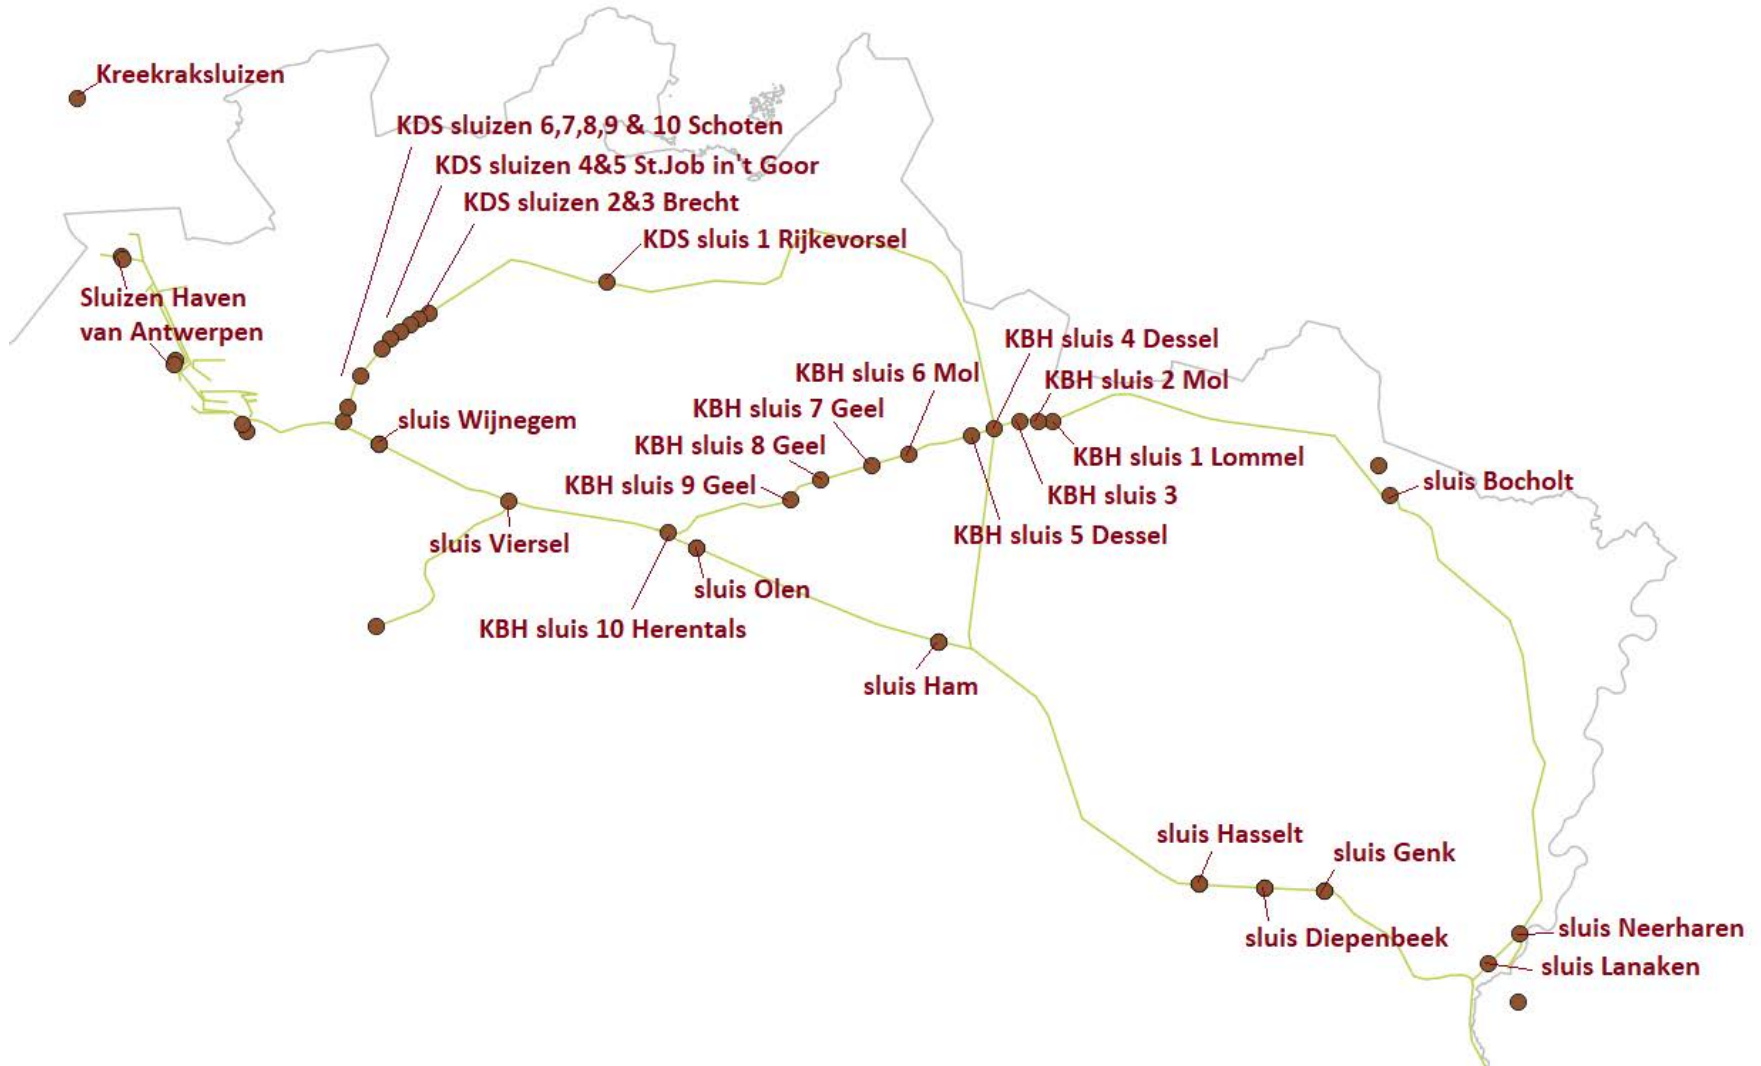 Kreekraksluizen
KDS sluizen 6,7,8,9 & 10 Schoten
KDS sluizen 4&5 St.Job in't Goor
KDS sluizen 2&3 Brecht
KDS sluis 1 Rijkevorsel
Sluizen Haven
van Antwerpen
KBH sluis 4 Dessel
KBH sluis 6 Mol
KBH sluis 2 Mol
KBH sluis 7 Geel
sluis Wijnegem
KBH sluis 8 Geel
KBH sluis 1 Lommel
KBH sluis 9 Geel
sluis Bocholt
KBH sluis 3
KBH sluis 5 Dessel
sluis Viersel
sluis Olen
KBH sluis 10 Herentals
sluis Ham
sluis Hasselt
sluis Genk
sluis Diepenbeek
sluis Neerharen
sluis Lanaken